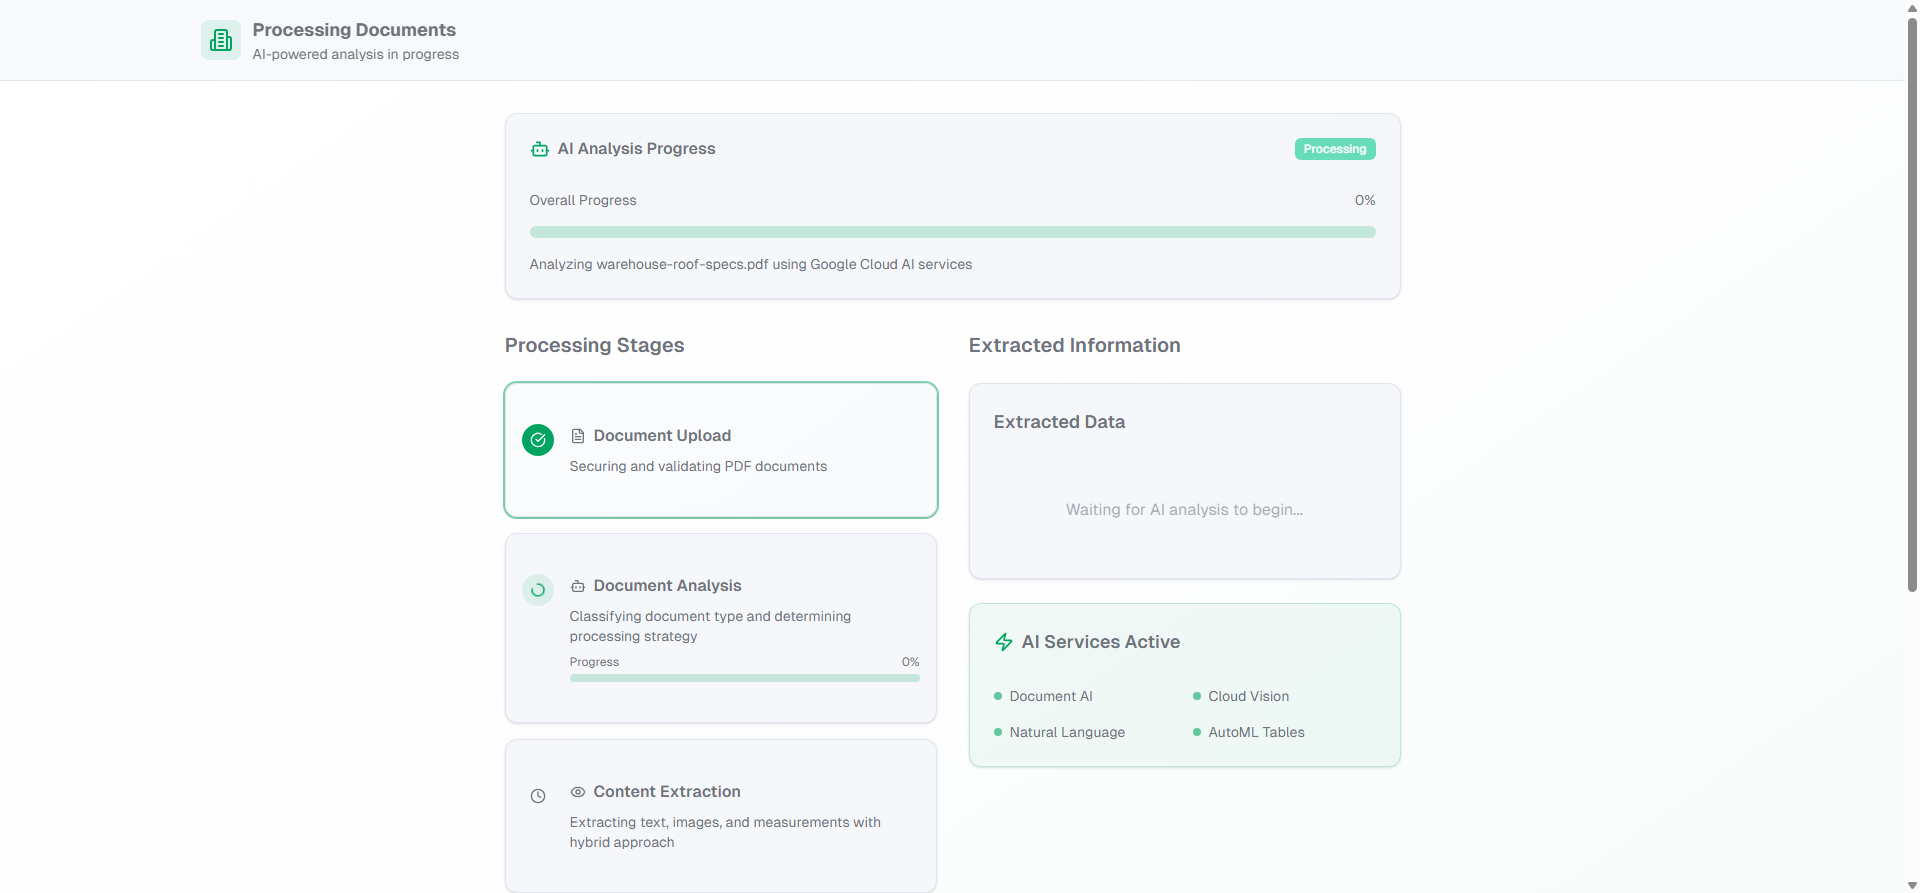 Processing Documents
AI-powered analysis in progress
AI Analysis Progress
Processing
Overall Progress
0%
Analyzing warehouse-roof-specs.pdf using Google Cloud AI services
Processing Stages
Document Upload
Securing and validating PDF documents
Document Analysis
Classifying document type and determining
processing strategy
Progress
0%
Content Extraction
Extracting text, images, and measurements with
hybrid approach
Extracted Information
Extracted Data
Waiting for AI analysis to begin...
AI Services Active
Document AI
Cloud Vision
Natural Language
AutoML Tables